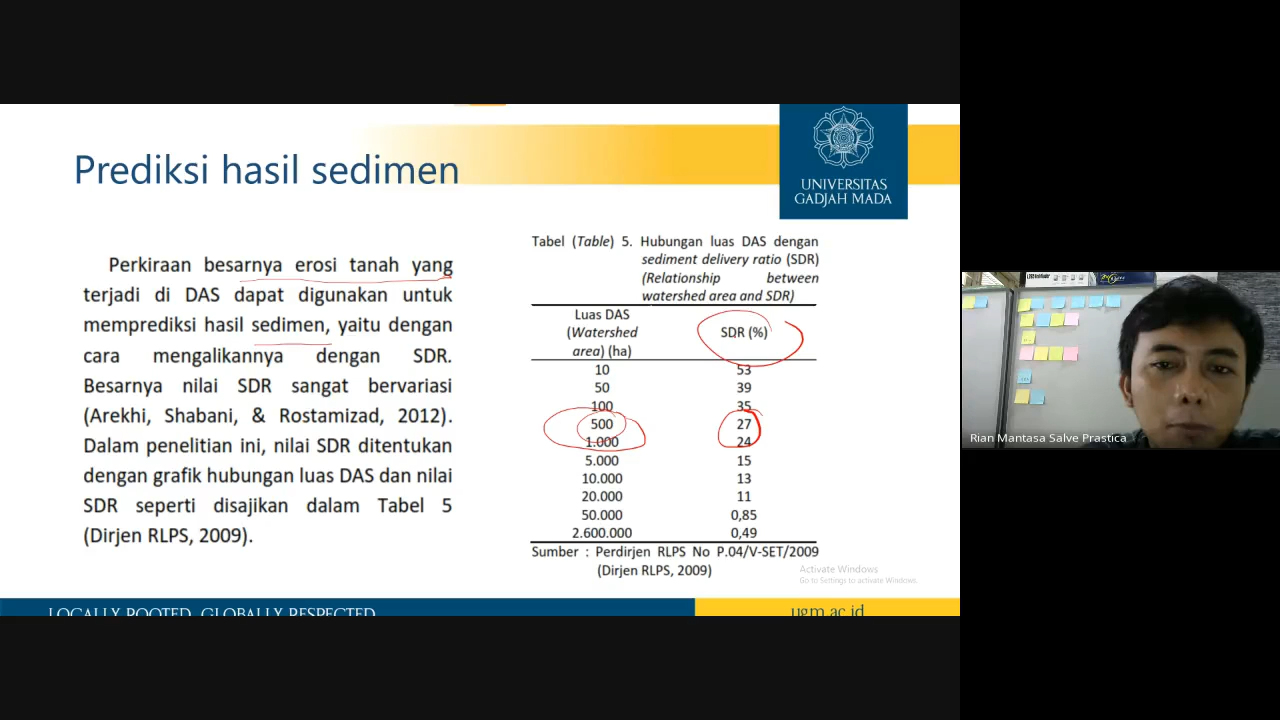 Prediksi hasil sedimen
UNIVERSITAS
GADJAH MADA
Perkiraan besarnya erosi tanah yang
terjadi di DAS dapat digunakan untuk
memprediksi hasil sedimen, yaitu dengan
cara mengalikannya dengan SDR.
Besarnya nilai SDR sangat bervariasi
(Arekhi, Shabani, & Rostamizad, 2012).
Dalam penelitian ini, nilai SDR ditentukan
dengan grafik hubungan luas DAS dan nilai
SDR seperti disajikan dalam Tabel 5
(Dirjen RLPS, 2009).
Tabel (Table) 5. Hubungan luas DAS dengan
sediment delivery ratio (SDR)
(Relationship between
watershed area and SDR)
Luas DAS
(Watershed
area) (ha)
SDR (%)
10 53
50 39
100 35
500 27
1.000 24
5.000 15
10.000 13
20.000 11
50.000 0,85
2.600.000 0,49
Sumber : Perdirjen RLPS No P.04/V-SET/2009
(Dirjen RLPS, 2009)
Activate Windows
Go to Settings to activate Windows.
LOCALLY ROOTED, GLOBALLY RESPECTED
ugm.ac.id
Rian Mantasa Salve Prastica